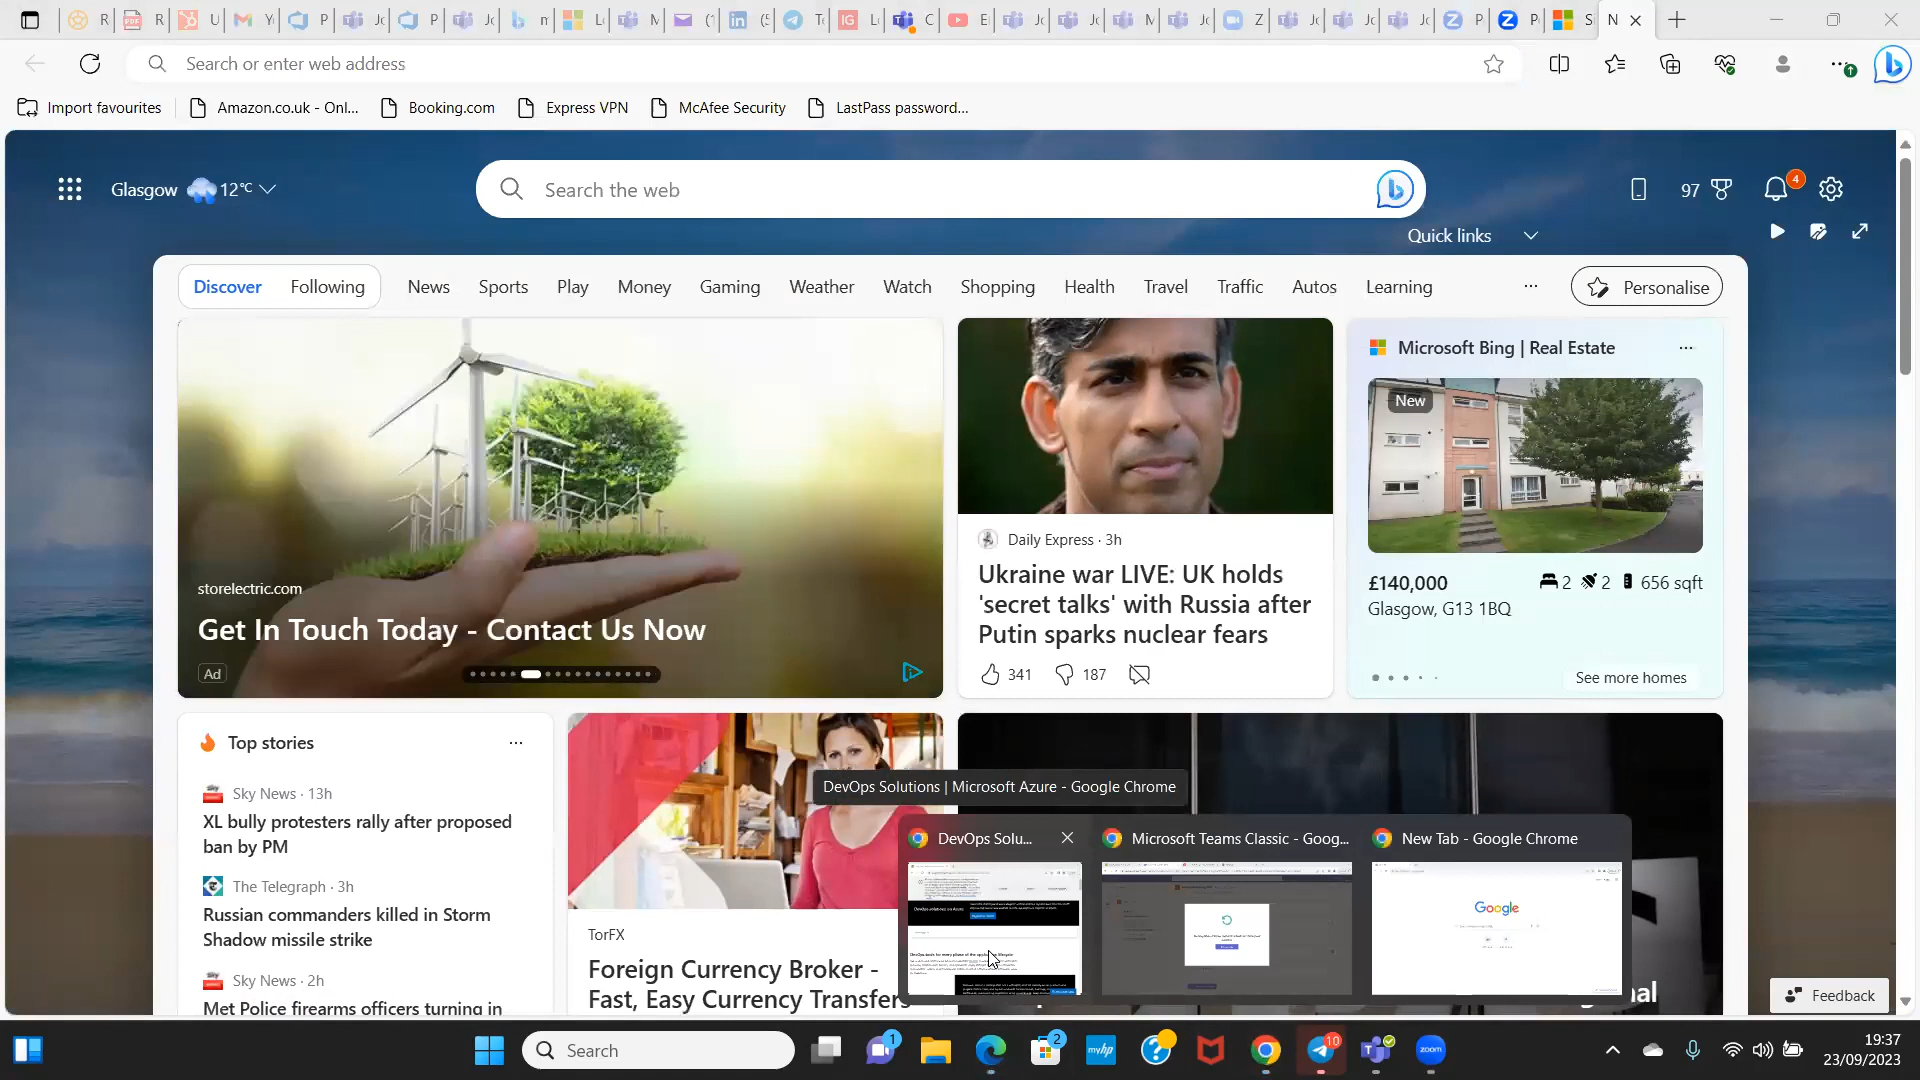 Search or enter web address
Import favourites
Amazon.co.uk - Onl...
Booking.com
Express VPN
McAfee Security
LastPass password...
Glasgow 12°C
Search the web
97
4
Quick links
Discover
Following
News
Sports
Play
Money
Gaming
Weather
Watch
Shopping
Health
Travel
Traffic
Autos
Learning
Personalise
storelectric.com
Get In Touch Today - Contact Us Now
Ad
Daily Express · 3h
Ukraine war LIVE: UK holds
'secret talks' with Russia after
Putin sparks nuclear fears
341
187
Microsoft Bing | Real Estate
New
£140,000
2 2 656 sqft
Glasgow, G13 1BQ
See more homes
Top stories
Sky News · 13h
XL bully protesters rally after proposed
ban by PM
The Telegraph · 3h
Russian commanders killed in Storm
Shadow missile strike
Sky News · 2h
Met Police firearms officers turning in
TorFX
Foreign Currency Broker -
Fast, Easy Currency Transfers
DevOps Solutions | Microsoft Azure - Google Chrome
DevOps Solu...
Microsoft Teams Classic - Goog...
New Tab - Google Chrome
Google
Feedback
Search
1
2
myhp
10
zoom
19:37
23/09/2023